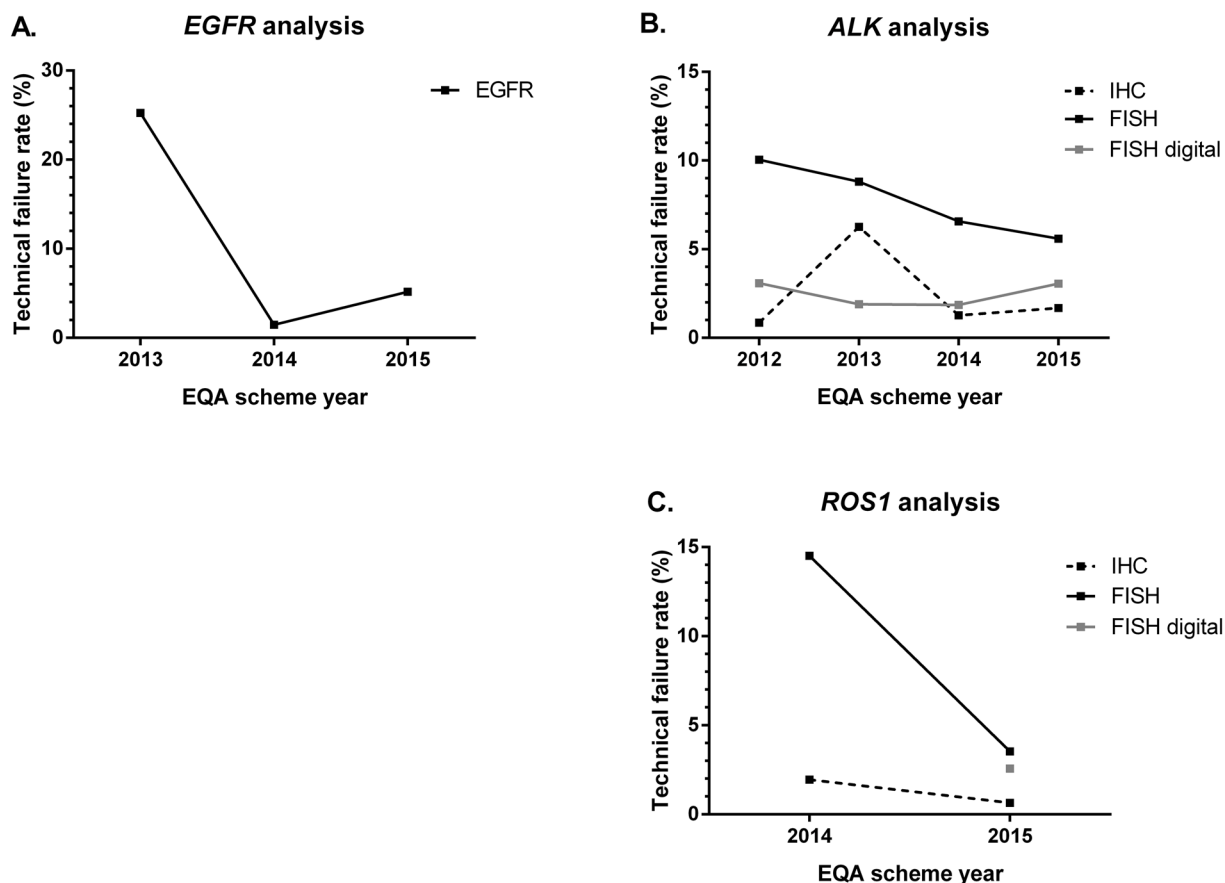 A.
EGFR analysis
Technical failure rate (%)
30
20
10
0
2013
2014
2015
EQA scheme year
EGFR
B.
ALK analysis
Technical failure rate (%)
15
10
5
0
2012
2013
2014
2015
EQA scheme year
IHC
FISH
FISH digital
C.
ROS1 analysis
Technical failure rate (%)
15
10
5
0
2014
2015
EQA scheme year
IHC
FISH
FISH digital